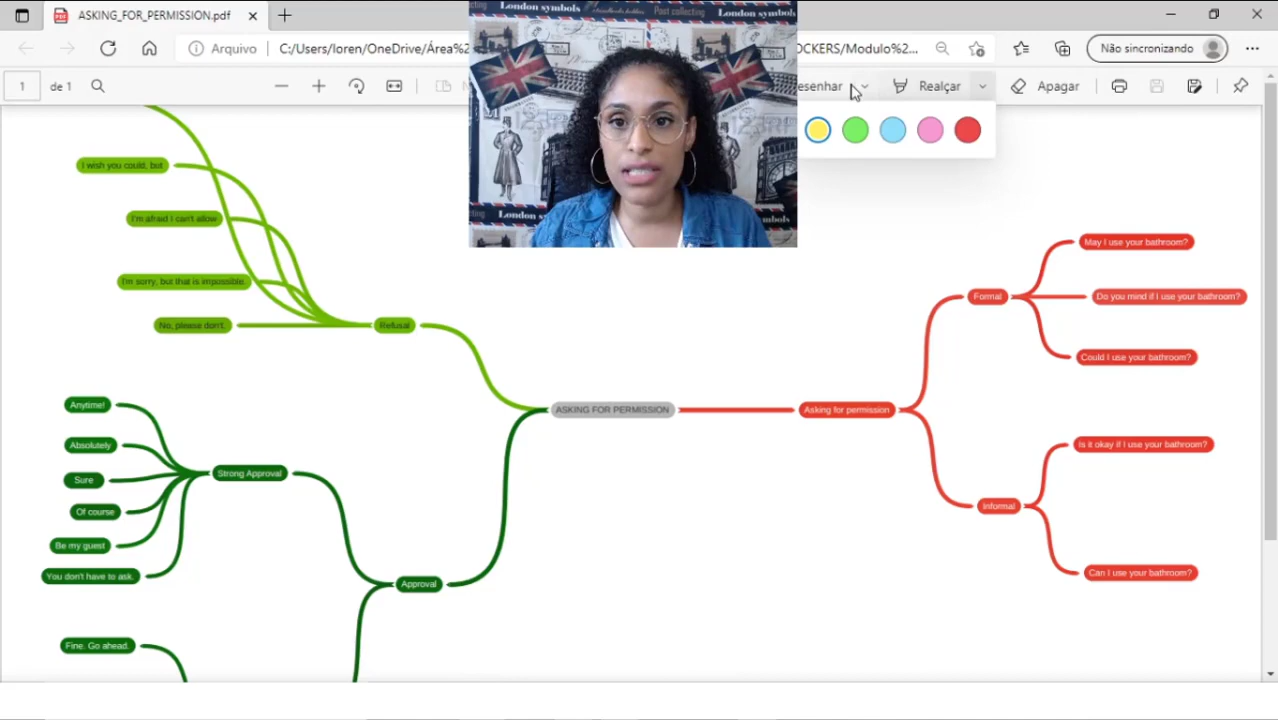 ASKING_FOR_PERMISSION.pdf
Arquivo
C:/Users/loren/OneDrive/Área%2
OCKERS/Modulo%2...
Não sincronizando
1
de 1
esenhar
Realçar
Apagar
London symbols
Post collecting
London
symbols
I wish you could, but
I'm afraid I can't allow
I'm sorry, but that is impossible.
No, please don't.
Refusal
May I use your bathroom?
Formal
Do you mind if I use your bathroom?
Could I use your bathroom?
Anytime!
ASKING FOR PERMISSION
Asking for permission
Absolutely
Is it okay if I use your bathroom?
Strong Approval
Sure
Of course
Informal
Be my guest
You don't have to ask.
Can I use your bathroom?
Approval
Fine. Go ahead.